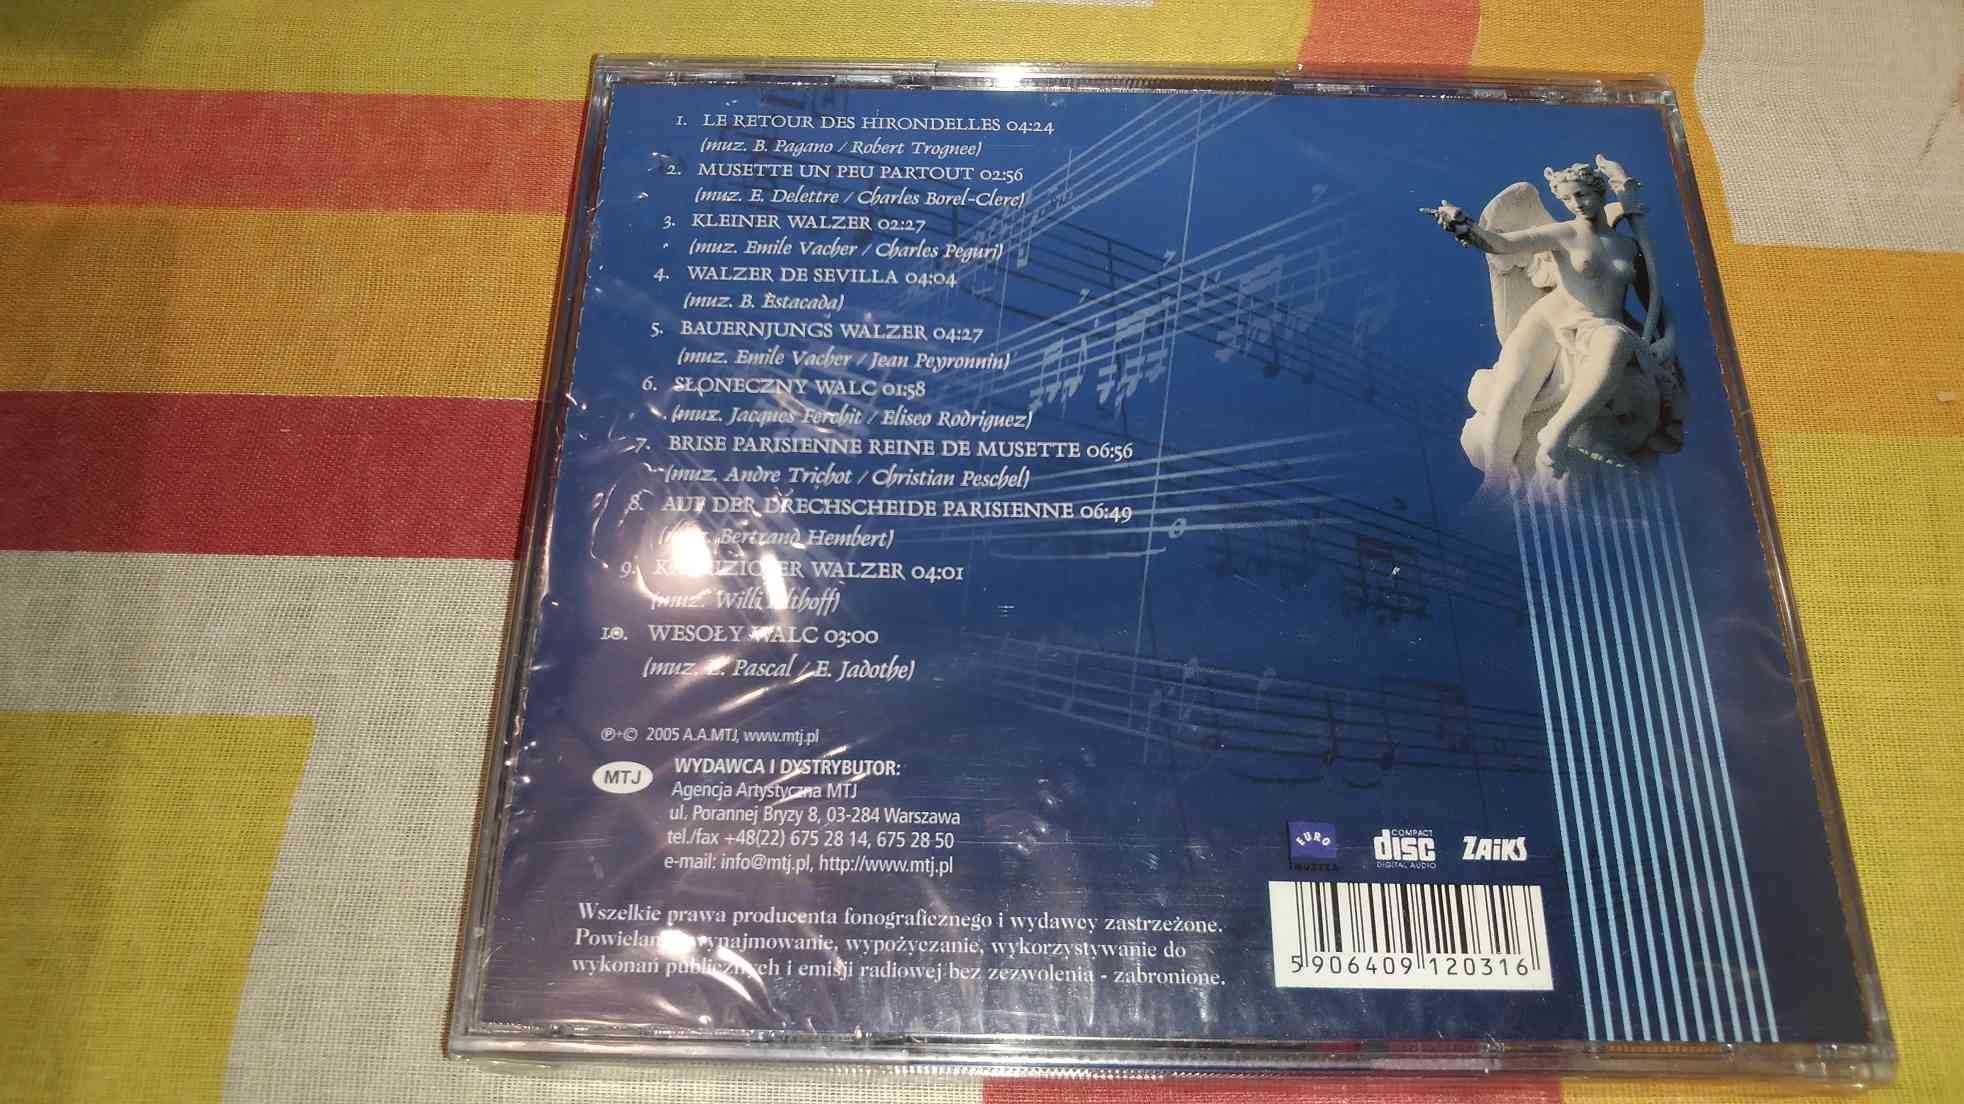 1. LE RETOUR DES HIRONDELLES 04:24
(muz. B. Pagano / Robert Trognee)
2. MUSETTE UN PEU PARTOUT 02:56
(muz. E. Delettre / Charles Borel-Clerc)
3. KLEINER WALZER 02:27
(muz. Emile Vacher / Charles Peguri)
4. WALZER DE SEVILLA 04:04
(muz. B. Estacada)
5. BAUERNJUNGS WALZER 04:27
(muz. Emile Vacher / Jean Peyronnin)
6. SŁONECZNY WALC 01:58
(muz. Jacques Ferchit / Eliseo Rodriguez)
7. BRISE PARISIENNE REINE DE MUSETTE 06:56
(muz. Andre Trichot / Christian Peschel)
8. AUF DER DRECHSCHEIDE PARISIENNE 06:49
Bertrand Hembert)
9. WALZER 04:01
(muz. Willi
10. WESOŁY WALC 03:00
(muz. Pascal / E. Jadothe)
℗+© 2005 A.A.MTJ, www.mtj.pl
MTJ
WYDAWCA I DYSTRYBUTOR:
Agencja Artystyczna MTJ
ul. Porannej Bryzy 8, 03-284 Warszawa
tel./fax +48(22) 675 28 14, 675 28 50
e-mail: info@mtj.pl, http://www.mtj.pl
EURO
MUZYKA
COMPACT
disc
DIGITAL AUDIO
ZAiKS
Wszelkie prawa producenta fonograficznego i wydawcy zastrzeżone.
wynajmowanie, wypożyczanie, wykorzystywanie do
wykonań publicznych i emisji radiowej bez zezwolenia - zabronione.
5 906409 120316